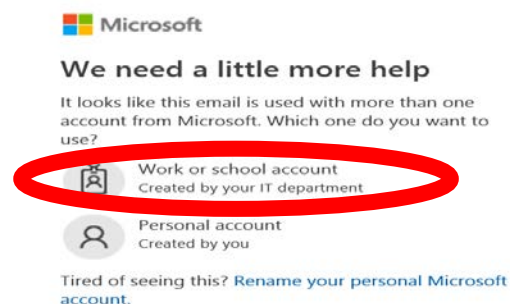 Microsoft
We need a little more help
It looks like this email is used with more than one
account from Microsoft. Which one do you want to
use?
Work or school account
Created by your IT department
Personal account
Created by you
Tired of seeing this? Rename your personal Microsoft
account.